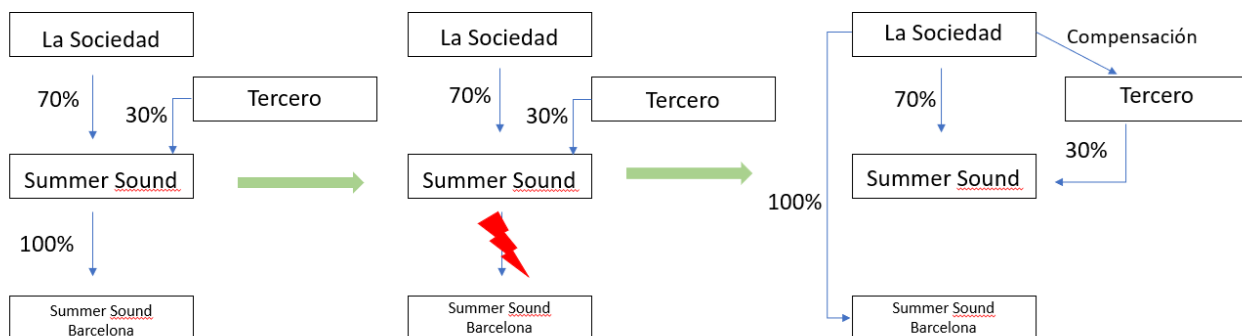 La Sociedad
70%
Tercero
30%
Summer Sound
100%
Summer Sound
Barcelona
La Sociedad
70%
Tercero
30%
Summer Sound
Summer Sound
Barcelona
La Sociedad
Compensación
70%
Tercero
30%
Summer Sound
100%
Summer Sound
Barcelona